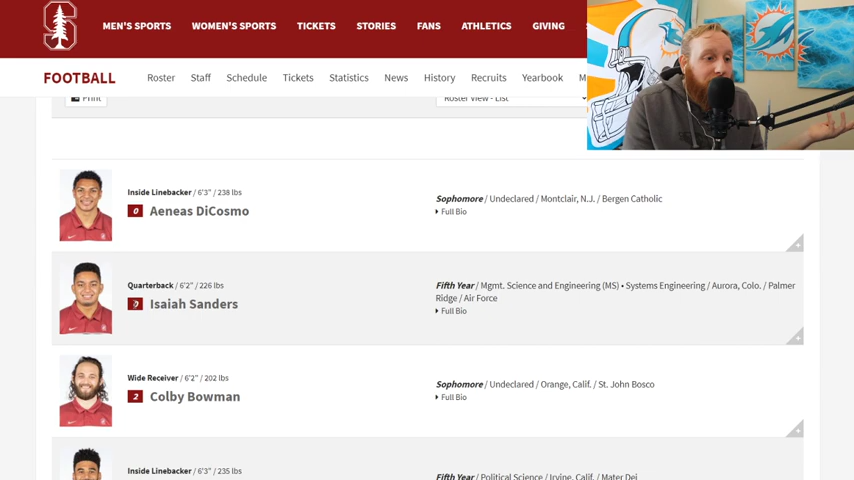 S
MEN'S SPORTS WOMEN'S SPORTS TICKETS STORIES FANS ATHLETICS GIVING
FOOTBALL Roster Staff Schedule Tickets Statistics News History Recruits Yearbook M
Print Roster View - List
Inside Linebacker / 6'3" / 238 lbs
0 Aeneas DiCosmo
Sophomore / Undeclared / Montclair, N.J. / Bergen Catholic
Full Bio
Quarterback / 6'2" / 226 lbs
Isaiah Sanders
Fifth Year / Mgmt. Science and Engineering (MS) • Systems Engineering / Aurora, Colo. / Palmer
Ridge / Air Force
Full Bio
Wide Receiver / 6'2" / 202 lbs
2 Colby Bowman
Sophomore / Undeclared / Orange, Calif. / St. John Bosco
Full Bio
Inside Linebacker / 6'3" / 235 lbs
Fifth Year / Political Science / Irvine, Calif. / Mater Dei